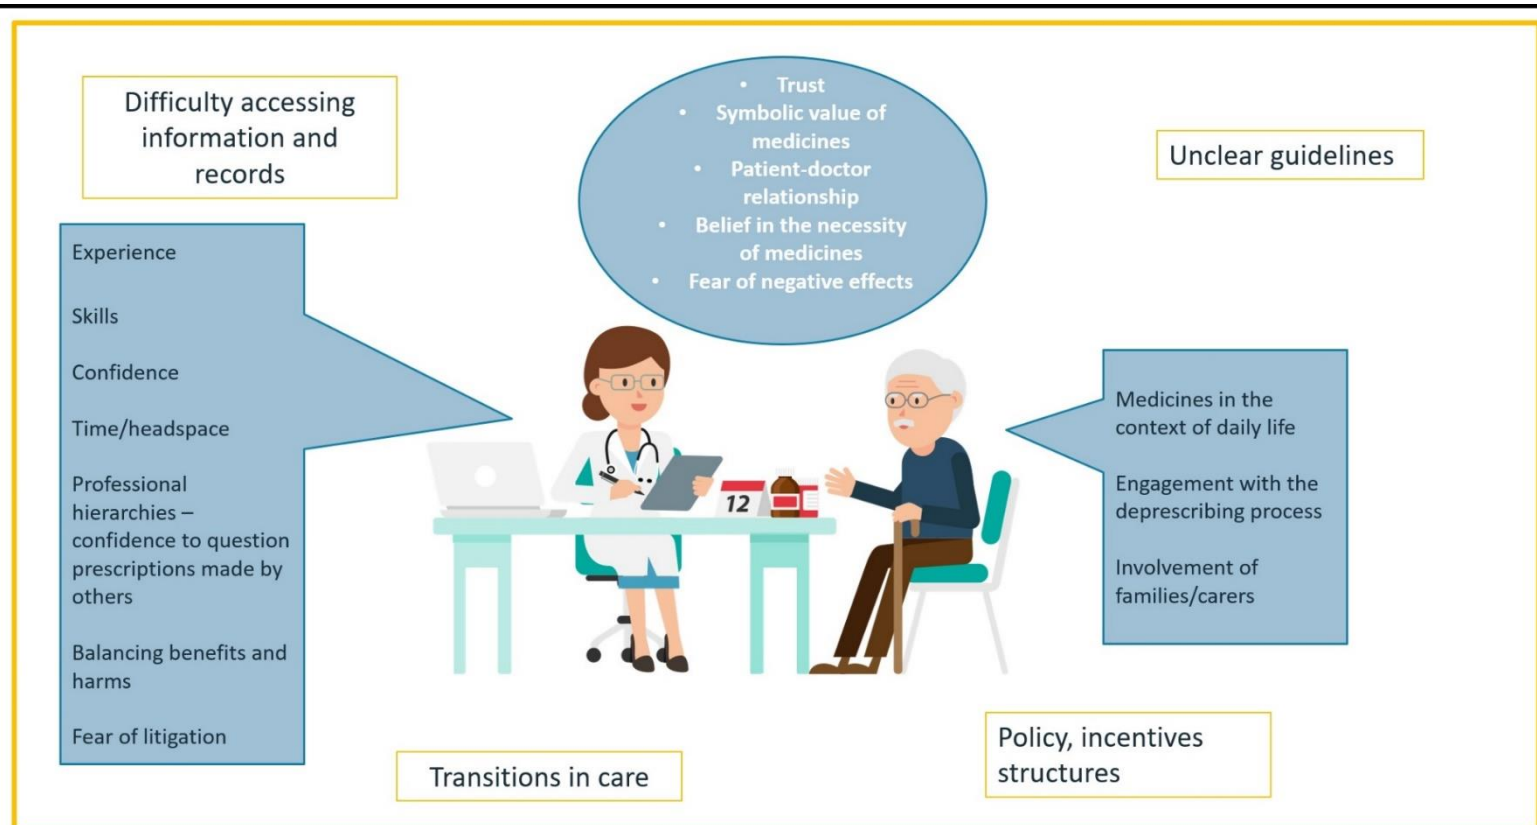 Difficulty accessing
information and
records
• Trust
• Symbolic value of
medicines
• Patient-doctor
relationship
• Belief in the necessity
of medicines
• Fear of negative effects
Unclear guidelines
Experience
Skills
Confidence
Time/headspace
Professional
hierarchies –
confidence to question
prescriptions made by
others
Balancing benefits and
harms
Fear of litigation
12
Medicines in the
context of daily life
Engagement with the
deprescribing process
Involvement of
families/carers
Transitions in care
Policy, incentives
structures